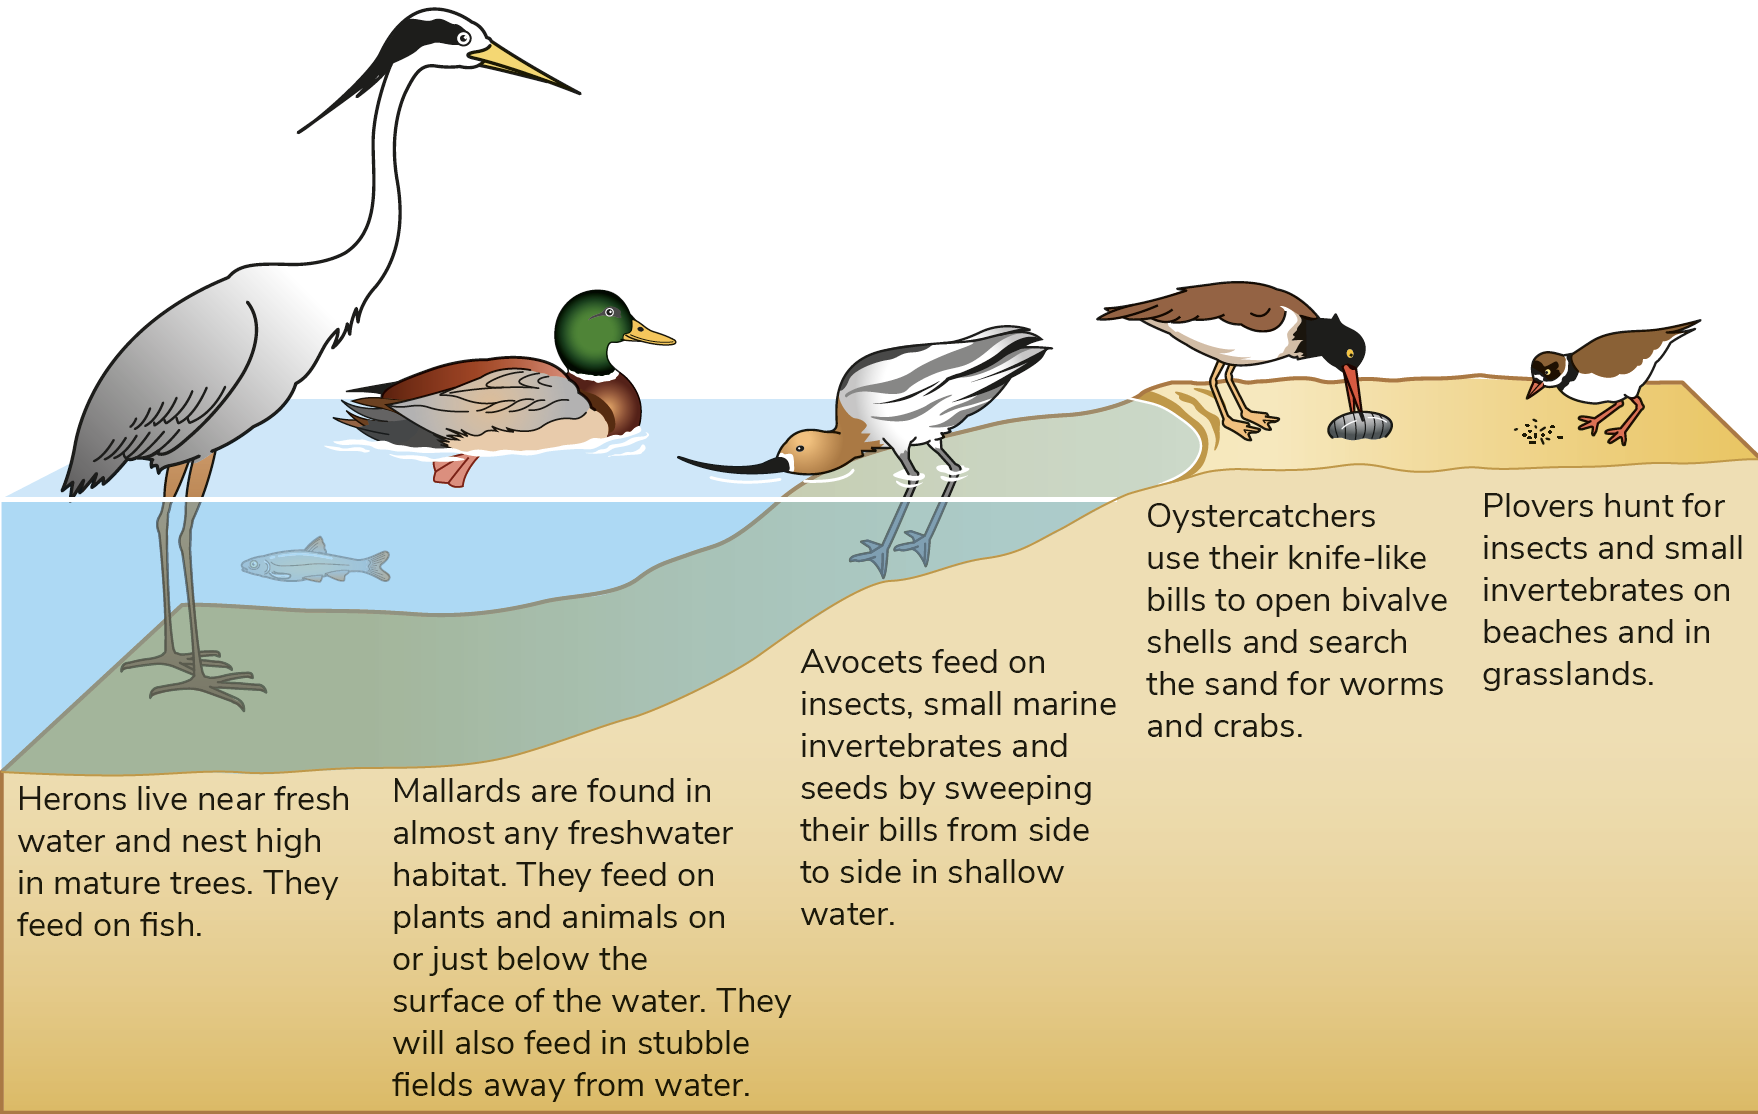 Herons live near fresh
water and nest high
in mature trees. They
feed on fish.
Mallards are found in
almost any freshwater
habitat. They feed on
plants and animals on
or just below the
surface of the water. They
will also feed in stubble
fields away from water.
Avocets feed on
insects, small marine
invertebrates and
seeds by sweeping
their bills from side
to side in shallow
water.
Oystercatchers
use their knife-like
bills to open bivalve
shells and search
the sand for worms
and crabs.
Plovers hunt for
insects and small
invertebrates on
beaches and in
grasslands.